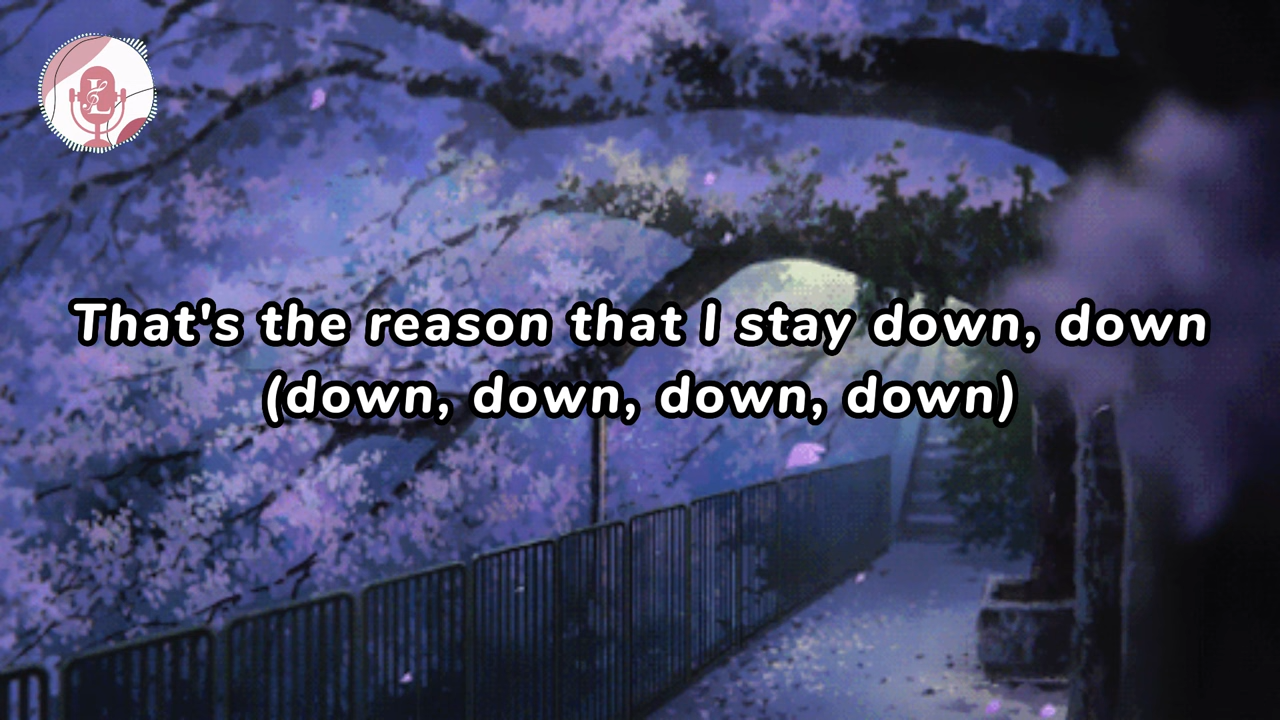 That's the reason that I stay down, down
(down, down, down, down)